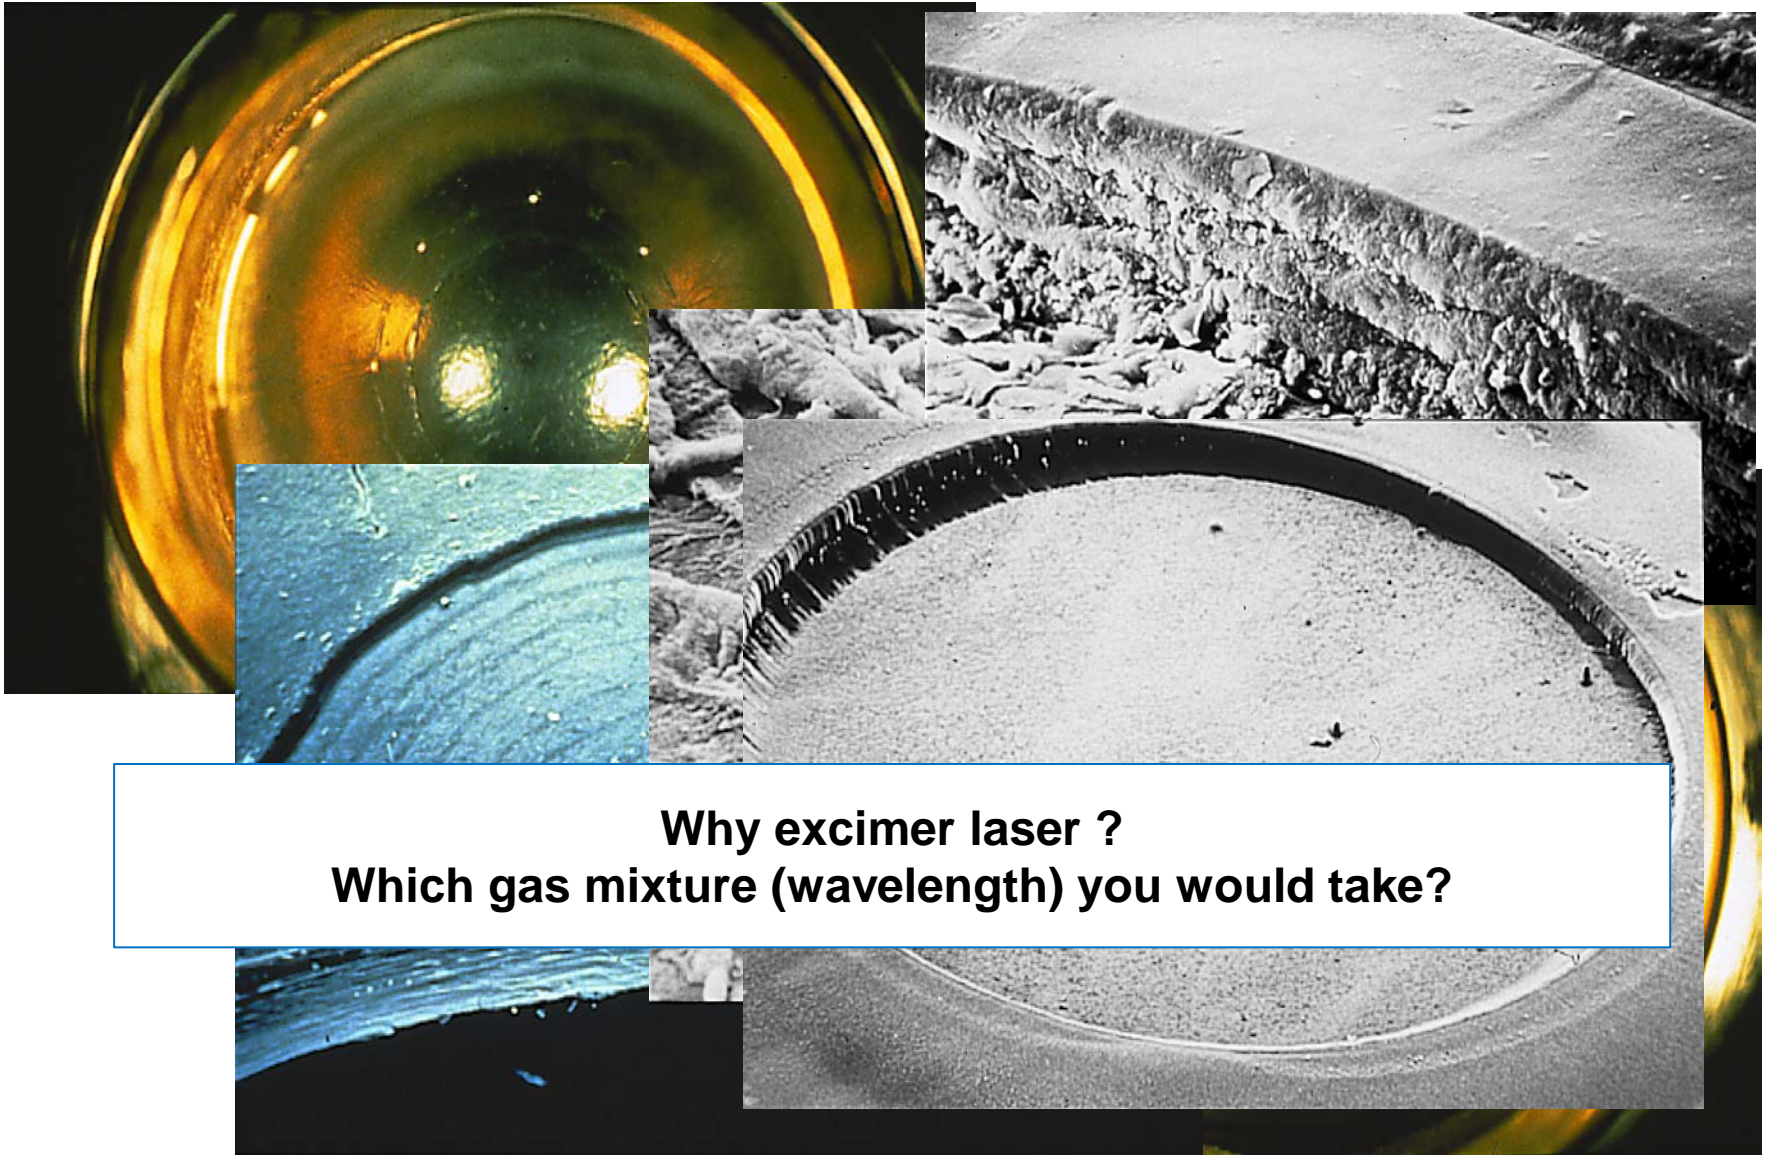 Why excimer laser ?
Which gas mixture (wavelength) you would take?